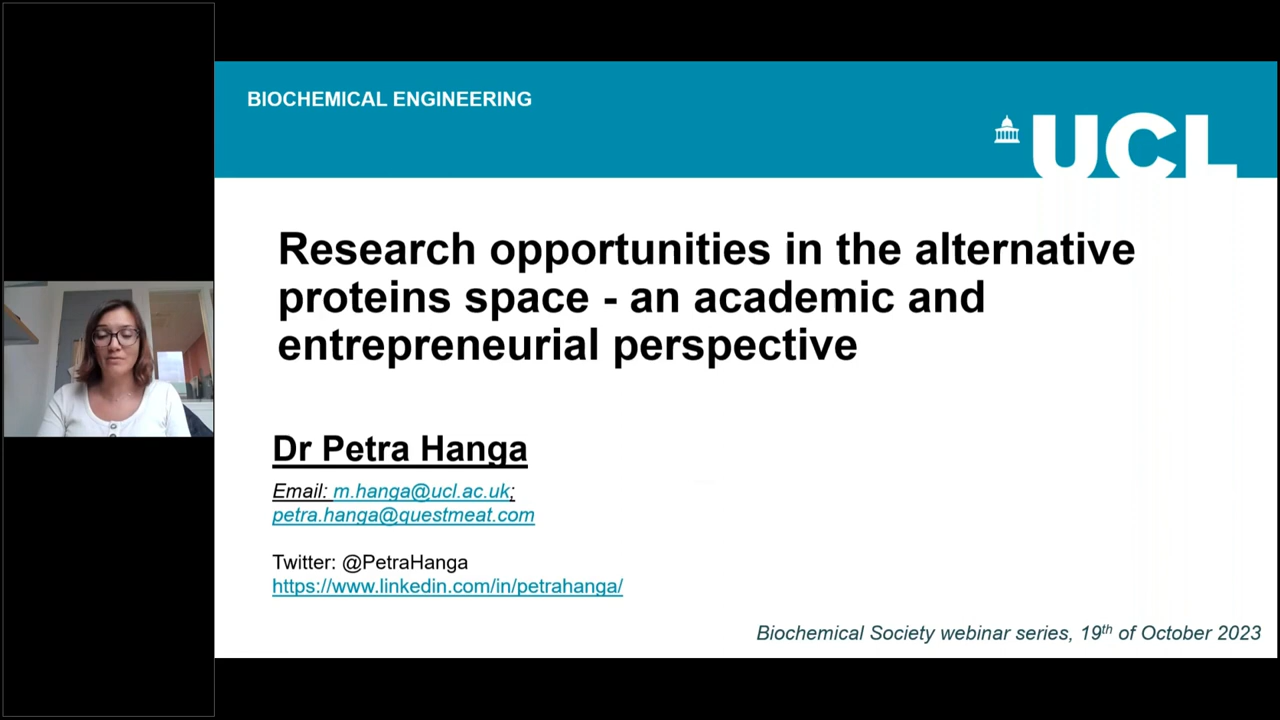 BIOCHEMICAL ENGINEERING
UCL
Research opportunities in the alternative
proteins space - an academic and
entrepreneurial perspective
Dr Petra Hanga
Email: m.hanga@ucl.ac.uk;
petra.hanga@questmeat.com
Twitter: @PetraHanga
https://www.linkedin.com/in/petrahanga/
Biochemical Society webinar series, 19th of October 2023